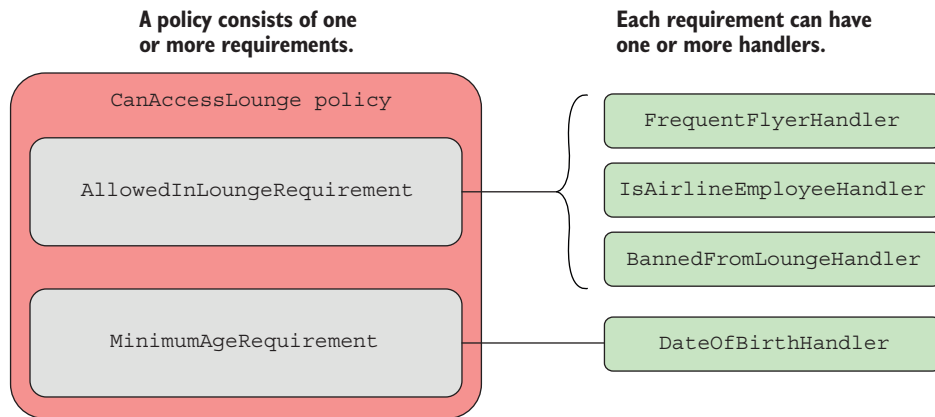 A policy consists of one
or more requirements.
Each requirement can have
one or more handlers.
CanAccessLounge policy
AllowedInLoungeRequirement
MinimumAgeRequirement
FrequentFlyerHandler
IsAirlineEmployeeHandler
BannedFromLoungeHandler
DateOfBirthHandler